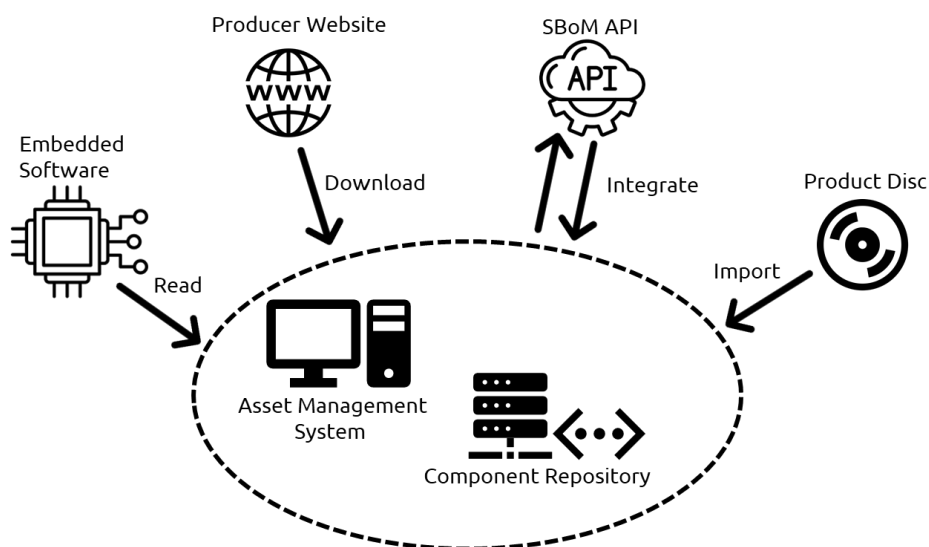 Producer Website
WWW
SBoM API
API
Embedded
Software
Download
Integrate
Product Disc
Read
Import
Asset Management
System
Component Repository